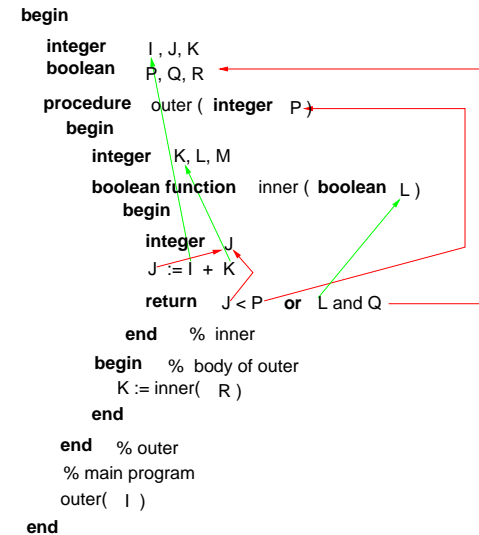 begin
integer I , J, K
boolean P, Q, R
procedure outer ( integer P )
begin
integer K, L, M
boolean function inner ( boolean L )
begin
integer J
J := I + K
return J < P or L and Q
end % inner
begin % body of outer
K := inner( R )
end
end % outer
% main program
outer( I )
end